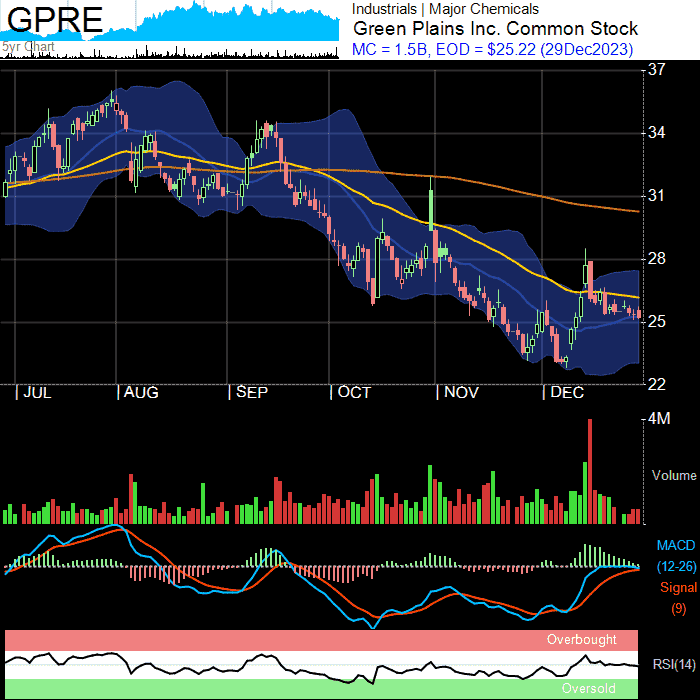 GPRE
5yr Chart
Industrials | Major Chemicals
Green Plains Inc. Common Stock
MC = 1.5B, EOD = $25.22 (29Dec2023)
37
34
31
28
25
22
| JUL | AUG | SEP | OCT | NOV | DEC
4M
Volume
MACD
(12-26)
Signal
(9)
Overbought
RSI(14)
Oversold